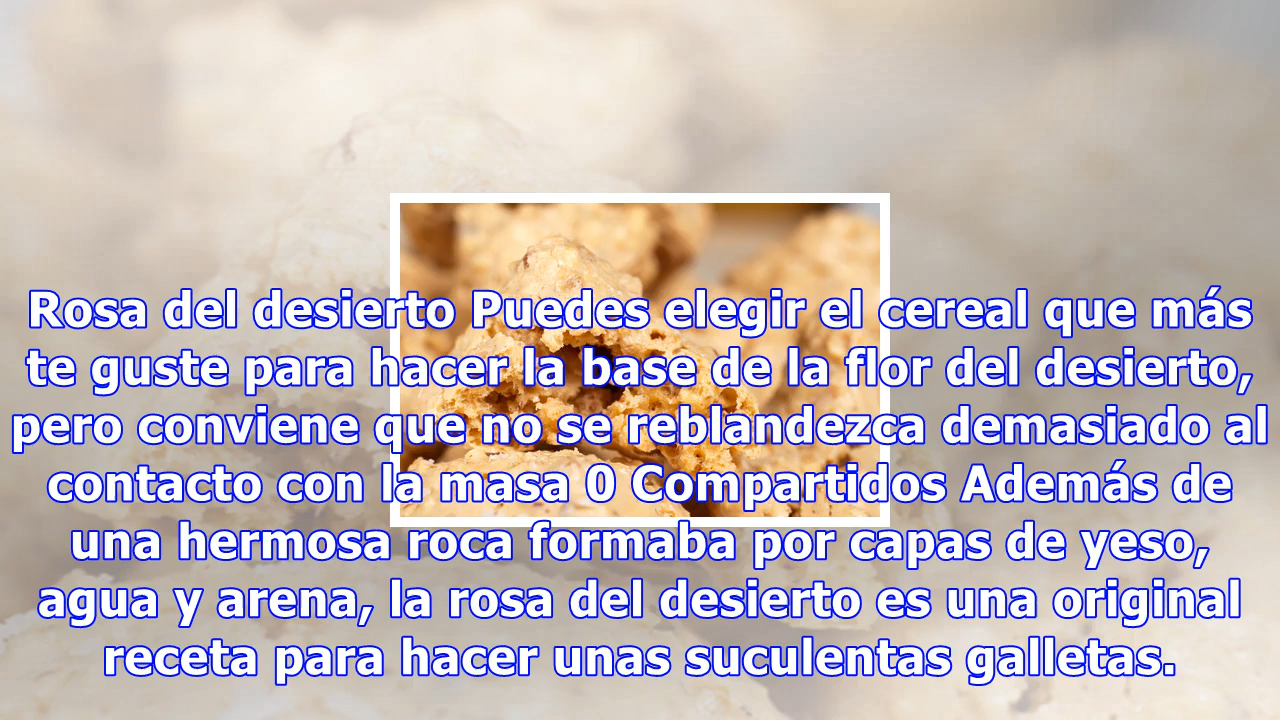 Rosa del desierto Puedes elegir el cereal que más
te guste para hacer la base de la flor del desierto,
pero conviene que no se reblandezca demasiado al
contacto con la masa 0 Compartidos Además de
una hermosa roca formaba por capas de yeso,
agua y arena, la rosa del desierto es una original
receta para hacer unas suculentas galletas.